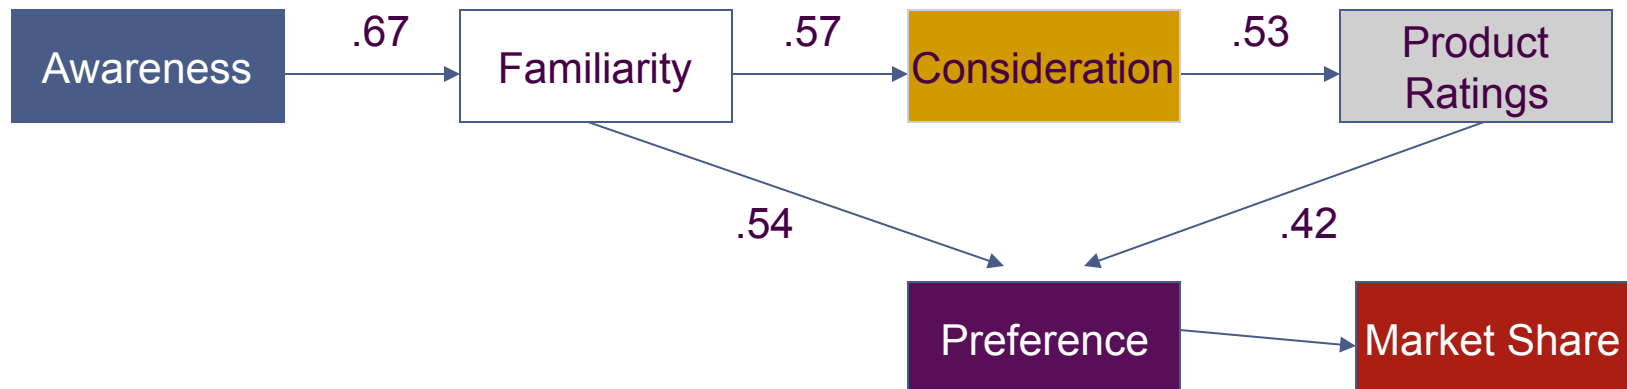 .67
.57
.53
Awareness
Familiarity
Consideration
Product
Ratings
.54
.42
Preference
Market Share